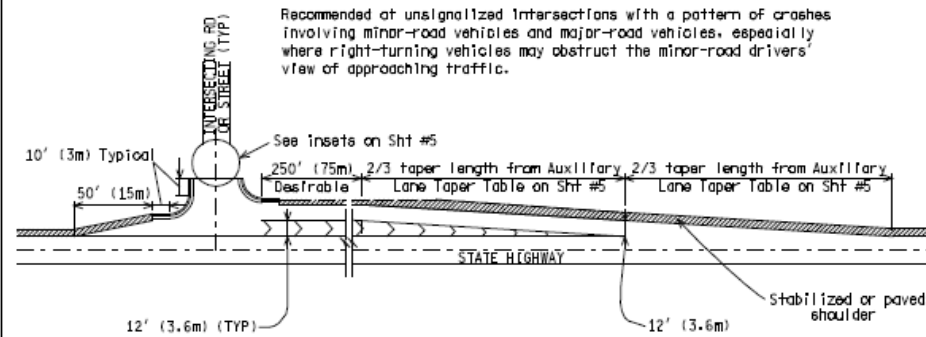 Recommended at unsignalized intersections with a pattern of crashes
involving minor-road vehicles and major-road vehicles, especially
where right-turning vehicles may obstruct the minor-road drivers'
view of approaching traffic.
INTERSECTING RD
OR STREET (TYP)
See insets on Sht #5
10' (3m) Typical
50' (15m)
250' (75m)
Desirable
2/3 taper length from Auxiliary
Lane Taper Table on Sht #5
2/3 taper length from Auxiliary
Lane Taper Table on Sht #5
STATE HIGHWAY
12' (3.6m) (TYP)
12' (3.6m)
Stabilized or paved
shoulder